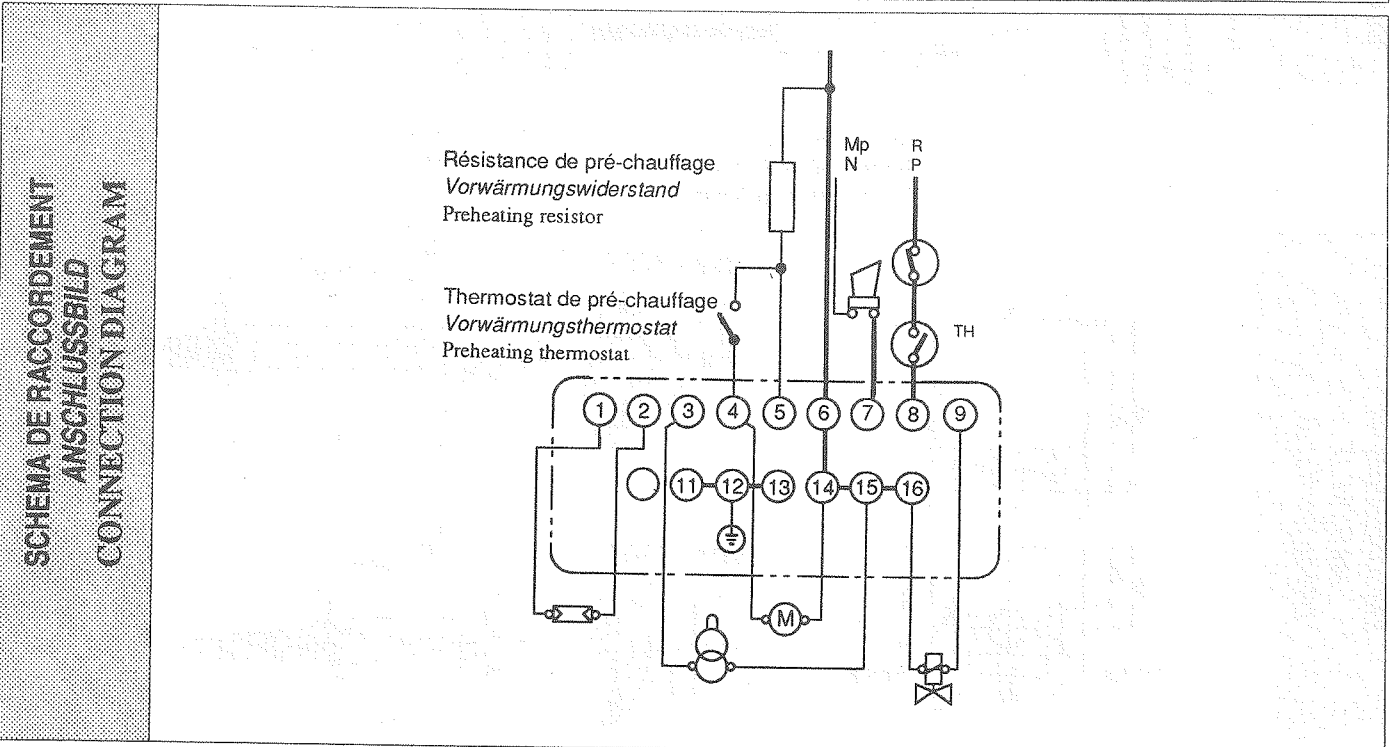 SCHEMA DE RACCORDEMENT
ANSCHLUSSBILD
CONNECTION DIAGRAM
Résistance de pré-chauffage
Vorwärmungswiderstand
Preheating resistor
Mp
N
R
P
Thermostat de pré-chauffage
Vorwärmungsthermostat
Preheating thermostat
TH
1 2 3 4 5 6 7 8 9
11 12 13 14 15 16
M